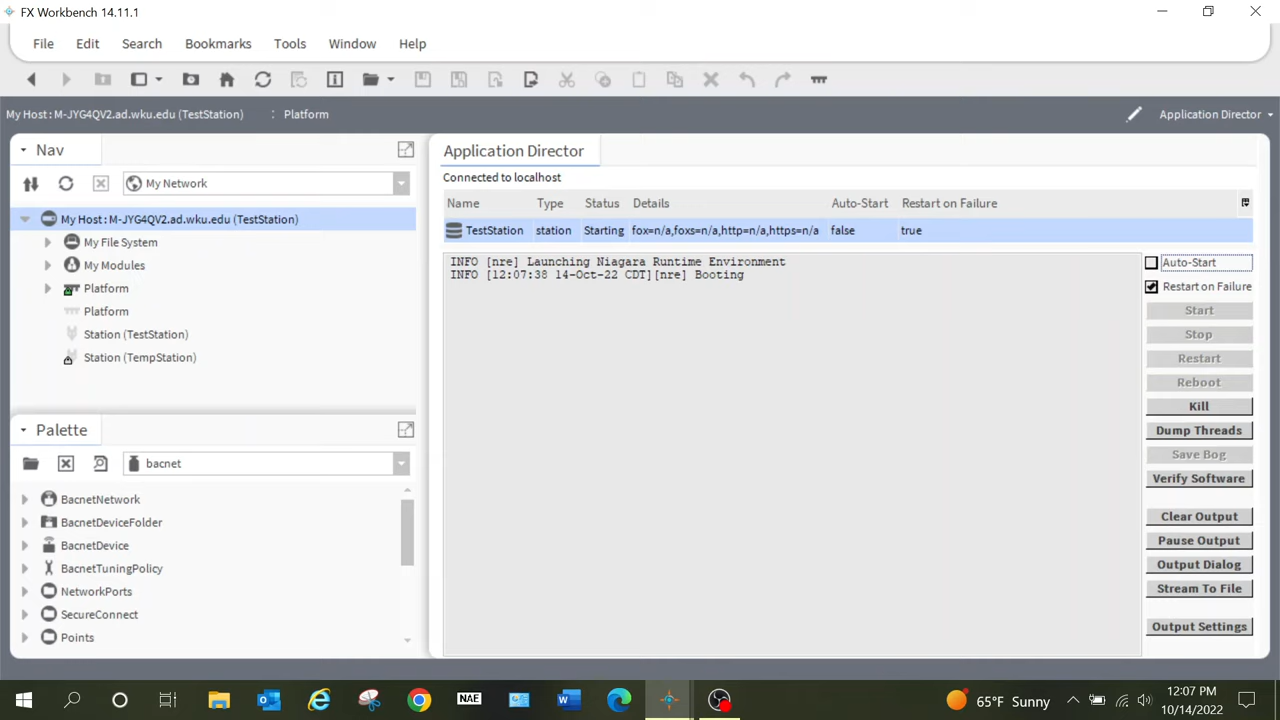 FX Workbench 14.11.1
File Edit Search Bookmarks Tools Window Help
My Host : M-JYG4QV2.ad.wku.edu (TestStation) : Platform
Application Director
Nav
My Network
My Host : M-JYG4QV2.ad.wku.edu (TestStation)
My File System
My Modules
Platform
Platform
Station (TestStation)
Station (TempStation)
Palette
bacnet
BacnetNetwork
BacnetDeviceFolder
BacnetDevice
BacnetTuningPolicy
NetworkPorts
SecureConnect
Points
Application Director
Connected to localhost
Name Type Status Details Auto-Start Restart on Failure
TestStation station Starting fox=n/a,foxs=n/a,http=n/a,https=n/a false true
INFO [nre] Launching Niagara Runtime Environment
INFO [12:07:38 14-Oct-22 CDT][nre] Booting
Auto-Start
Restart on Failure
Start
Stop
Restart
Reboot
Kill
Dump Threads
Save Bog
Verify Software
Clear Output
Pause Output
Output Dialog
Stream To File
Output Settings
NAE
65°F Sunny
12:07 PM
10/14/2022